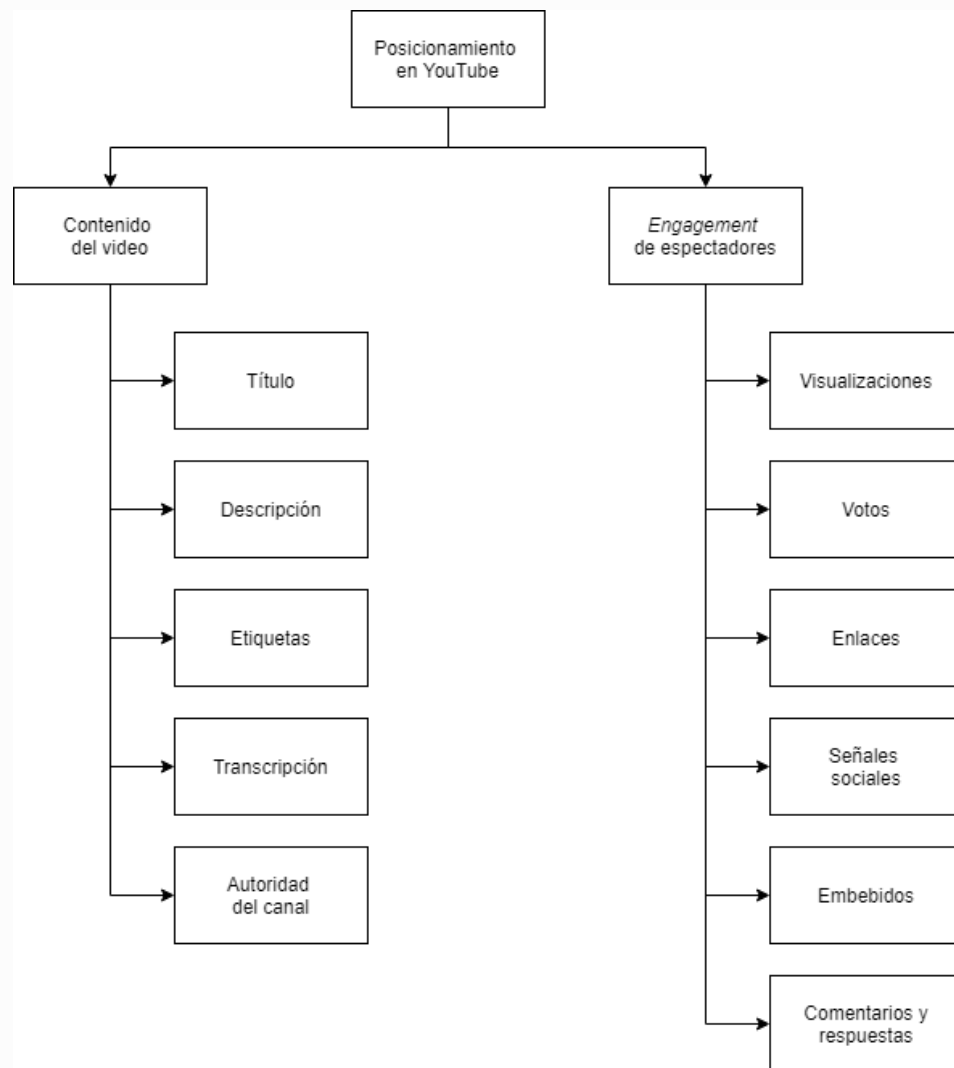 Posicionamiento
en YouTube
Contenido
del video
Título
Descripción
Etiquetas
Transcripción
Autoridad
del canal
Engagement
de espectadores
Visualizaciones
Votos
Enlaces
Señales
sociales
Embebidos
Comentarios y
respuestas